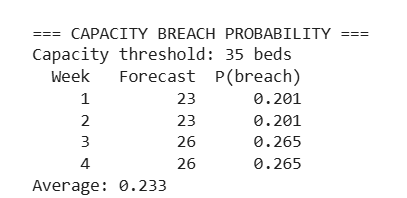 === CAPACITY BREACH PROBABILITY ===
Capacity threshold: 35 beds
Week Forecast P(breach)
1 23 0.201
2 23 0.201
3 26 0.265
4 26 0.265
Average: 0.233